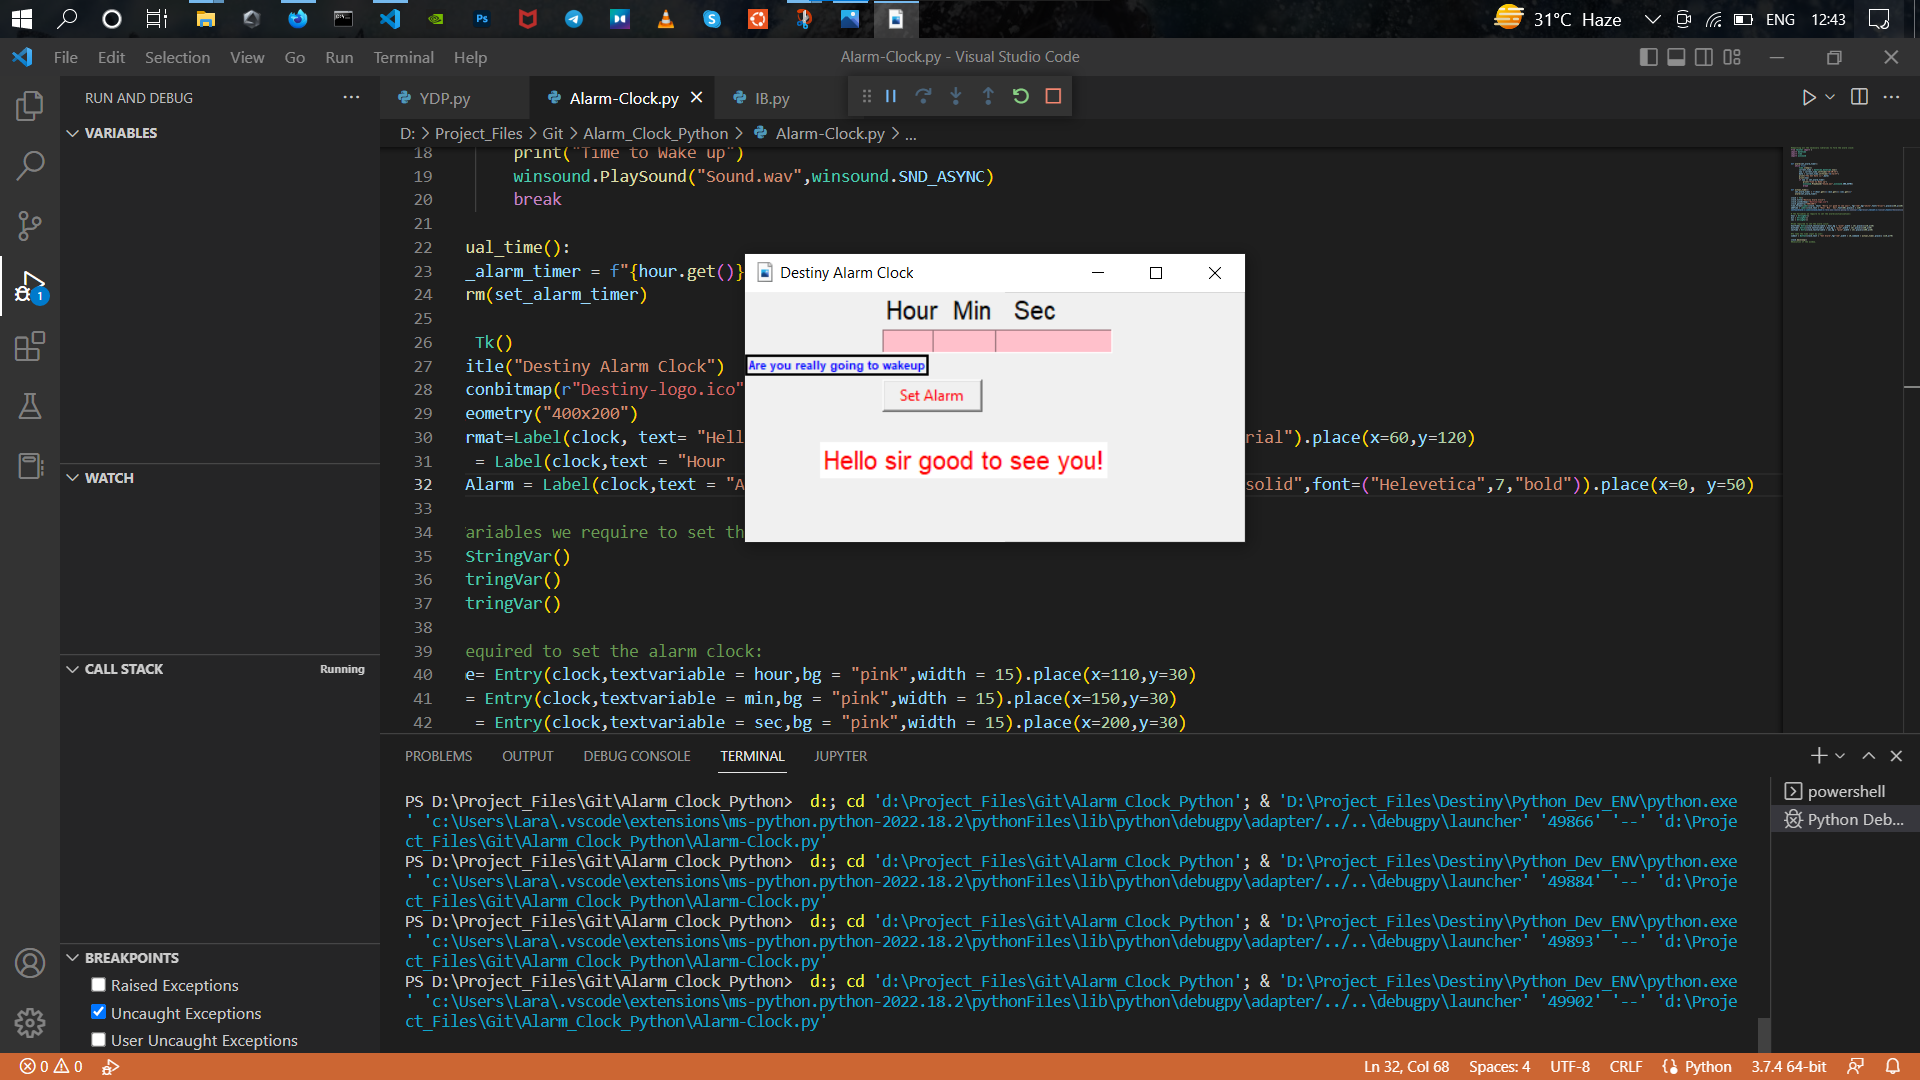 31°C Haze
ENG
12:43
File Edit Selection View Go Run Terminal Help
Alarm-Clock.py - Visual Studio Code
RUN AND DEBUG
VARIABLES
WATCH
CALL STACK
Running
BREAKPOINTS
Raised Exceptions
Uncaught Exceptions
User Uncaught Exceptions
YDP.py
Alarm-Clock.py
IB.py
D: > Project_Files > Git > Alarm_Clock_Python > Alarm-Clock.py > ...
18 print("Time to Wake up")
19 winsound.PlaySound("Sound.wav",winsound.SND_ASYNC)
20 break
21
22 ual_time():
23 _alarm_timer = f"{hour.get()}
24 rm(set_alarm_timer)
25
26 Tk()
27 itle("Destiny Alarm Clock")
28 conbitmap(r"Destiny-logo.ico"
29 eometry("400x200")
30 rmat=Label(clock, text= "Hell rial").place(x=60,y=120)
31 = Label(clock,text = "Hour
32 Alarm = Label(clock,text = "A solid",font=("Helevetica",7,"bold")).place(x=0, y=50)
33
34 ariables we require to set th
35 StringVar()
36 tringVar()
37 tringVar()
38
39 equired to set the alarm clock:
40 e= Entry(clock,textvariable = hour,bg = "pink",width = 15).place(x=110,y=30)
41 = Entry(clock,textvariable = min,bg = "pink",width = 15).place(x=150,y=30)
42 = Entry(clock,textvariable = sec,bg = "pink",width = 15).place(x=200,y=30)
Destiny Alarm Clock
Hour Min Sec
Are you really going to wakeup
Set Alarm
Hello sir good to see you!
PROBLEMS OUTPUT DEBUG CONSOLE TERMINAL JUPYTER
PS D:\Project_Files\Git\Alarm_Clock_Python> d:; cd 'd:\Project_Files\Git\Alarm_Clock_Python'; & 'D:\Project_Files\Destiny\Python_Dev_ENV\python.exe
' 'c:\Users\Lara\.vscode\extensions\ms-python.python-2022.18.2\pythonFiles\lib\python\debugpy\adapter/../..\debugpy\launcher' '49866' '--' 'd:\Proje
ct_Files\Git\Alarm_Clock_Python\Alarm-Clock.py'
PS D:\Project_Files\Git\Alarm_Clock_Python> d:; cd 'd:\Project_Files\Git\Alarm_Clock_Python'; & 'D:\Project_Files\Destiny\Python_Dev_ENV\python.exe
' 'c:\Users\Lara\.vscode\extensions\ms-python.python-2022.18.2\pythonFiles\lib\python\debugpy\adapter/../..\debugpy\launcher' '49884' '--' 'd:\Proje
ct_Files\Git\Alarm_Clock_Python\Alarm-Clock.py'
PS D:\Project_Files\Git\Alarm_Clock_Python> d:; cd 'd:\Project_Files\Git\Alarm_Clock_Python'; & 'D:\Project_Files\Destiny\Python_Dev_ENV\python.exe
' 'c:\Users\Lara\.vscode\extensions\ms-python.python-2022.18.2\pythonFiles\lib\python\debugpy\adapter/../..\debugpy\launcher' '49893' '--' 'd:\Proje
ct_Files\Git\Alarm_Clock_Python\Alarm-Clock.py'
PS D:\Project_Files\Git\Alarm_Clock_Python> d:; cd 'd:\Project_Files\Git\Alarm_Clock_Python'; & 'D:\Project_Files\Destiny\Python_Dev_ENV\python.exe
' 'c:\Users\Lara\.vscode\extensions\ms-python.python-2022.18.2\pythonFiles\lib\python\debugpy\adapter/../..\debugpy\launcher' '49902' '--' 'd:\Proje
ct_Files\Git\Alarm_Clock_Python\Alarm-Clock.py'
powershell
Python Deb...
1
0 0
Ln 32, Col 68 Spaces: 4 UTF-8 CRLF Python 3.7.4 64-bit